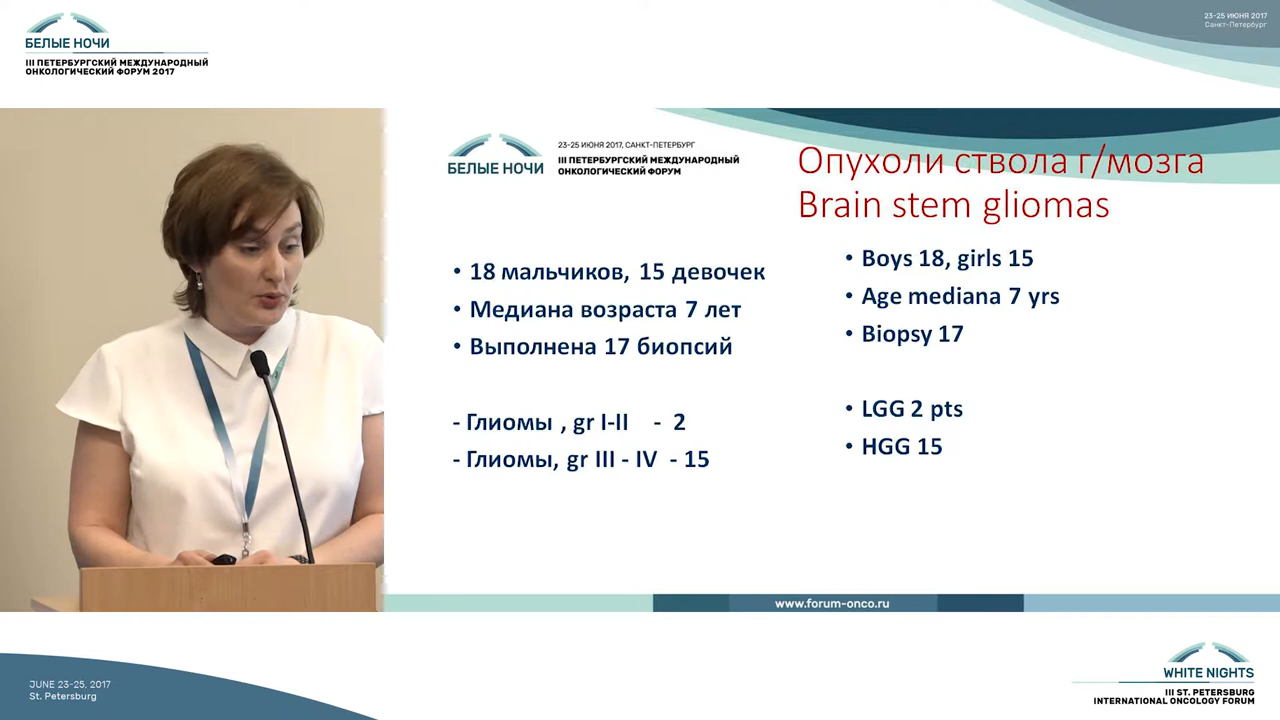 БЕЛЫЕ НОЧИ
III ПЕТЕРБУРГСКИЙ МЕЖДУНАРОДНЫЙ
ОНКОЛОГИЧЕСКИЙ ФОРУМ 2017
23-25 ИЮНЯ 2017
Санкт-Петербург
БЕЛЫЕ НОЧИ
23-25 ИЮНЯ 2017, САНКТ-ПЕТЕРБУРГ
III ПЕТЕРБУРГСКИЙ МЕЖДУНАРОДНЫЙ
ОНКОЛОГИЧЕСКИЙ ФОРУМ
Опухоли ствола г/мозга
Brain stem gliomas
• 18 мальчиков, 15 девочек
• Медиана возраста 7 лет
• Выполнена 17 биопсий
- Глиомы , gr I-II - 2
- Глиомы, gr III - IV - 15
• Boys 18, girls 15
• Age mediana 7 yrs
• Biopsy 17
• LGG 2 pts
• HGG 15
www.forum-onco.ru
JUNE 23-25, 2017
St. Petersburg
WHITE NIGHTS
III ST. PETERSBURG
INTERNATIONAL ONCOLOGY FORUM